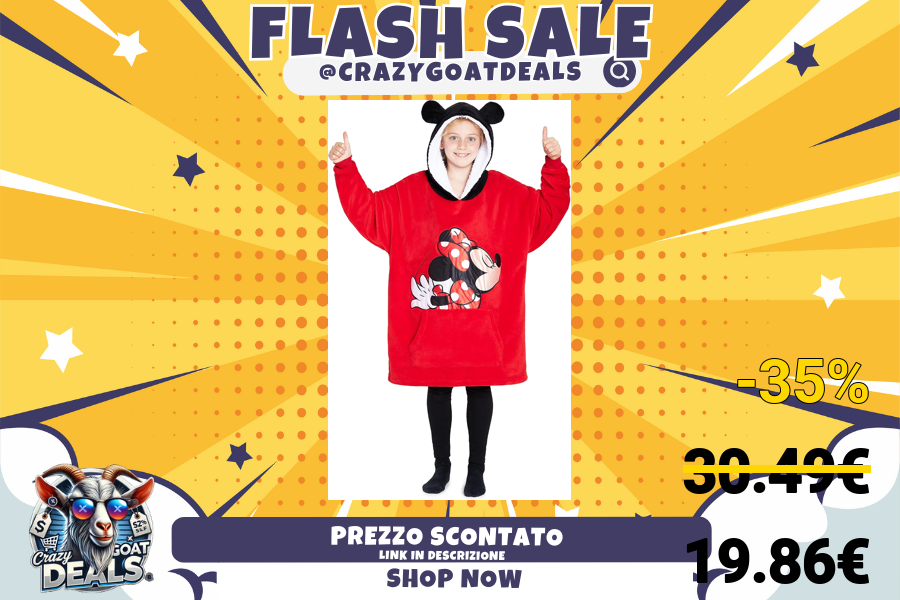 FLASH SALE
@CRAZYGOATDEALS
-35%
30.49€
PREZZO SCONTATO
LINK IN DESCRIZIONE
SHOP NOW
19.86€
$
Crazy
GOAT
DEALS